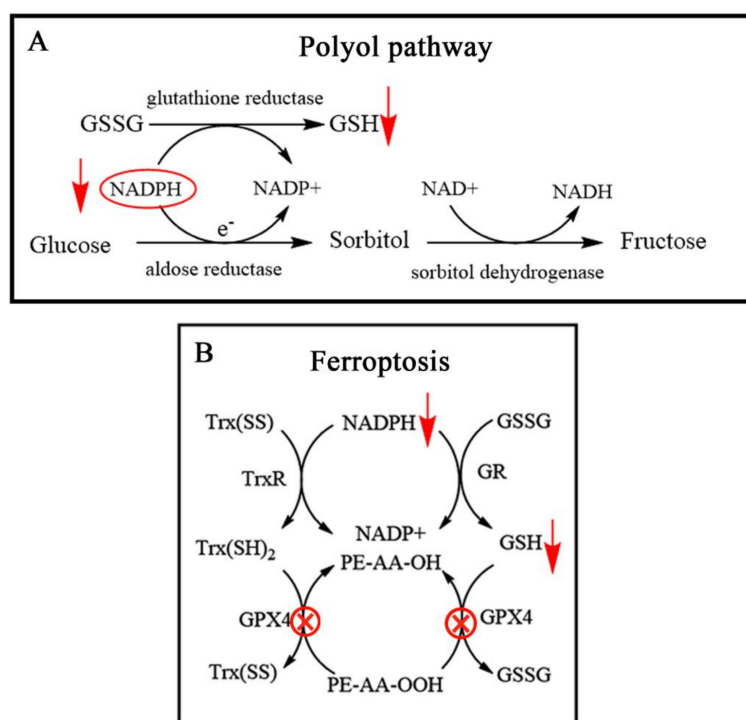 A
Polyol pathway
glutathione reductase
GSSG GSH
NADPH NADP+ NAD+ NADH
e-
Glucose Sorbitol Fructose
aldose reductase sorbitol dehydrogenase
B
Ferroptosis
Trx(SS) NADPH GSSG
TrxR GR
NADP+
Trx(SH)2 PE-AA-OH GSH
GPX4 GPX4
Trx(SS) PE-AA-OOH GSSG